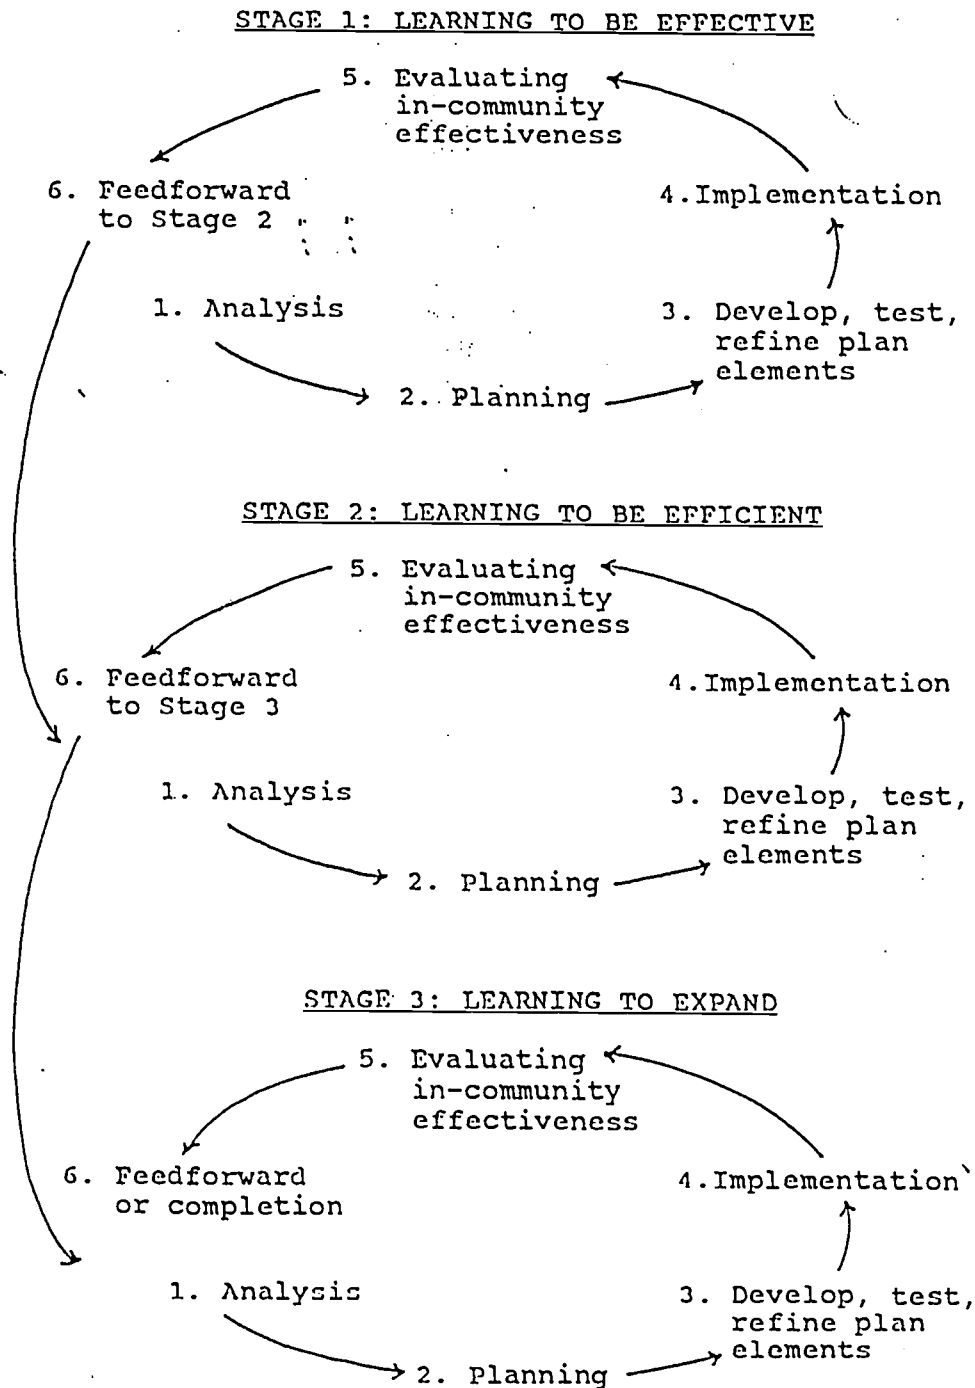 STAGE 1: LEARNING TO BE EFFECTIVE
5. Evaluating
in-community
effectiveness
6. Feedforward
to Stage 2
4. Implementation
1. Analysis
3. Develop, test,
refine plan
elements
2. Planning
STAGE 2: LEARNING TO BE EFFICIENT
5. Evaluating
in-community
effectiveness
6. Feedforward
to Stage 3
4. Implementation
1. Analysis
3. Develop, test,
refine plan
elements
2. Planning
STAGE 3: LEARNING TO EXPAND
5. Evaluating
in-community
effectiveness
6. Feedforward
or completion
4. Implementation
1. Analysis
3. Develop, test,
refine plan
elements
2. Planning